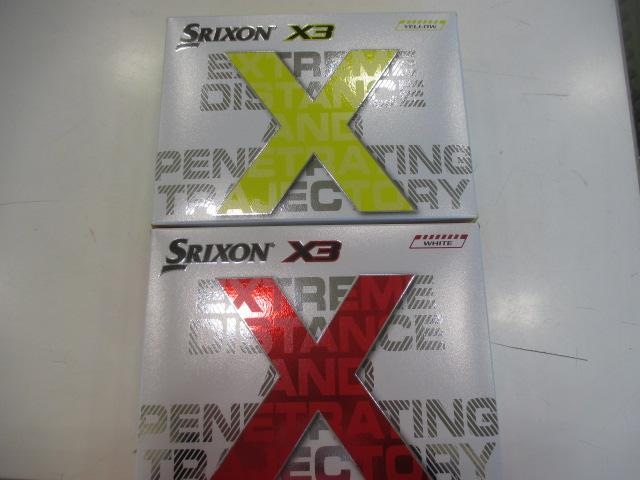 SRIXON X3
YELLOW
EXTREME
DISTANCE
AND
PENETRATING
TRAJECTORY
SRIXON X3
WHITE
EXTREME
DISTANCE
AND
PENETRATING
TRAJECTORY